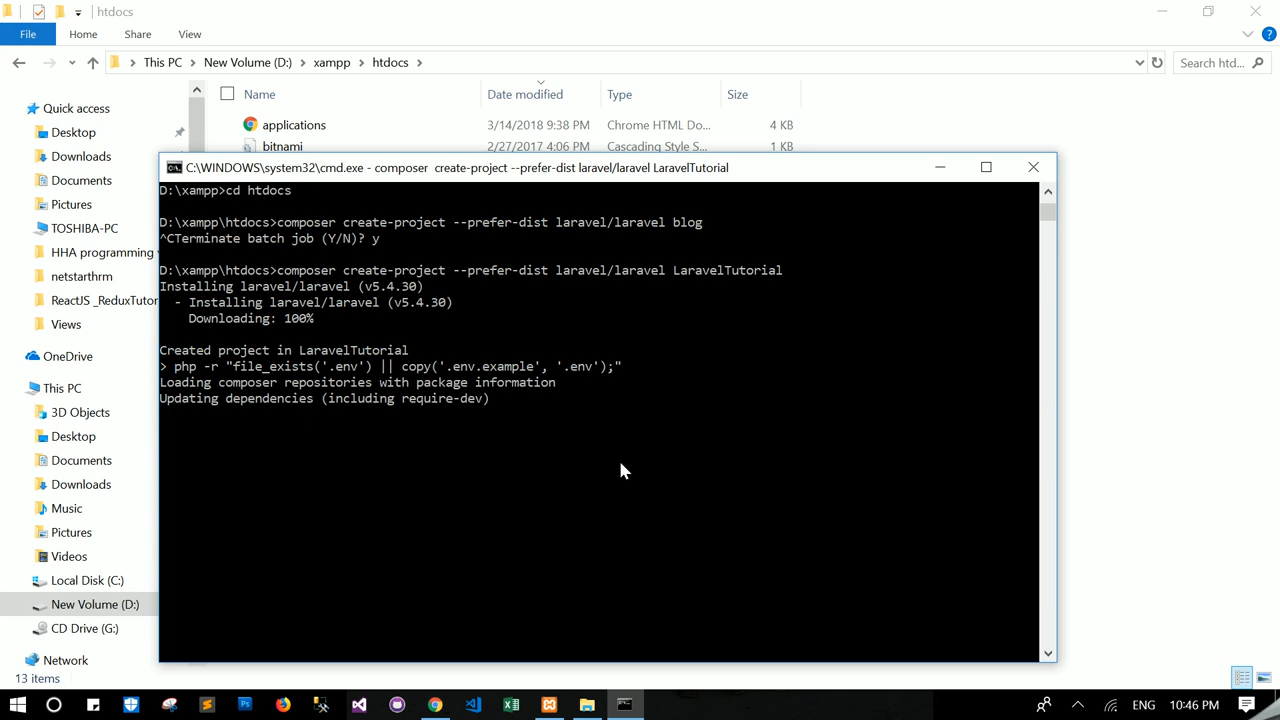 htdocs
File
Home
Share
View
This PC
New Volume (D:)
xampp
htdocs
Search htd...
Name
Date modified
Type
Size
applications
3/14/2018 9:38 PM
Chrome HTML Do...
4 KB
bitnami
2/27/2017 4:06 PM
Cascading Style S...
1 KB
Quick access
Desktop
Downloads
Documents
Pictures
TOSHIBA-PC
HHA programming v
netstarthrm
ReactJS _ReduxTutor
Views
OneDrive
This PC
3D Objects
Desktop
Documents
Downloads
Music
Pictures
Videos
Local Disk (C:)
New Volume (D:)
CD Drive (G:)
Network
13 items
C:\WINDOWS\system32\cmd.exe - composer  create-project --prefer-dist laravel/laravel LaravelTutorial
D:\xampp>cd htdocs
D:\xampp\htdocs>composer create-project --prefer-dist laravel/laravel blog
^CTerminate batch job (Y/N)? y
D:\xampp\htdocs>composer create-project --prefer-dist laravel/laravel LaravelTutorial
Installing laravel/laravel (v5.4.30)
- Installing laravel/laravel (v5.4.30)
Downloading: 100%
Created project in LaravelTutorial
> php -r "file_exists('.env') || copy('.env.example', '.env');"
Loading composer repositories with package information
Updating dependencies (including require-dev)
ENG
10:46 PM